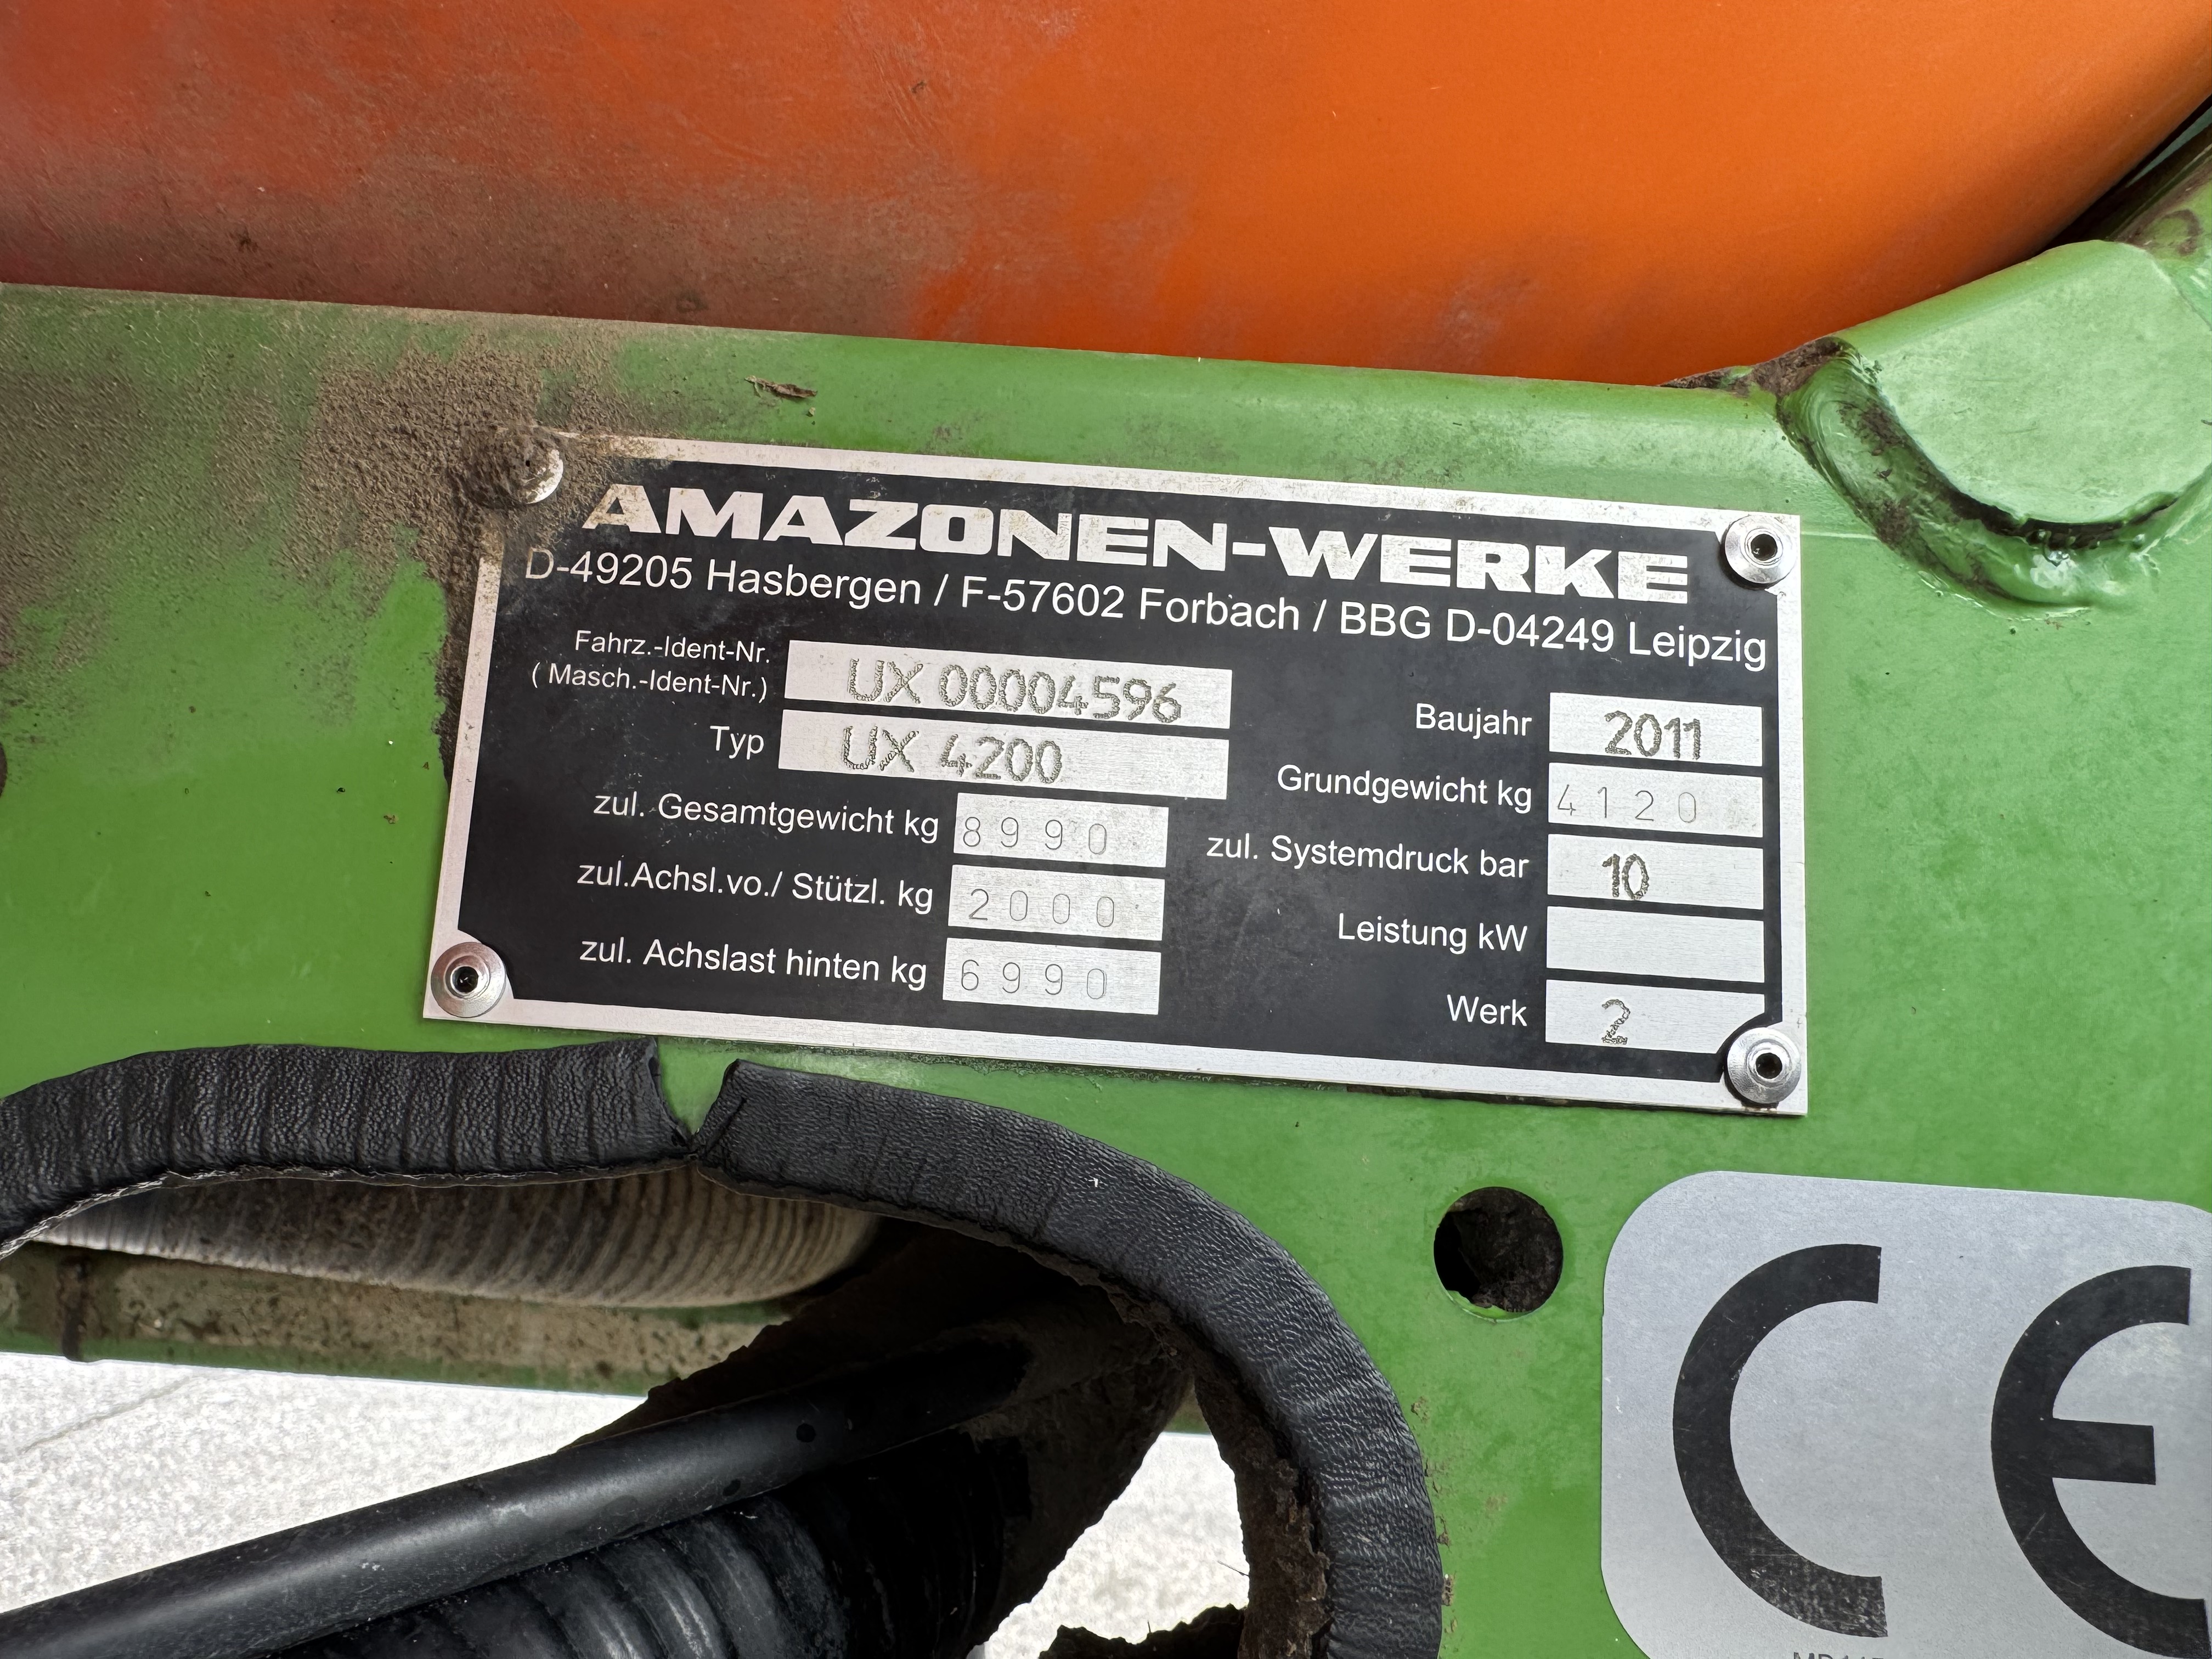 AMAZONEN-WERKE
D-49205 Hasbergen / F-57602 Forbach / BBG D-04249 Leipzig
Fahrz.-Ident-Nr.
( Masch.-Ident-Nr.) UX 00004596
Typ UX 4200
zul. Gesamtgewicht kg 8990
zul.Achsl.vo./ Stützl. kg 2000
zul. Achslast hinten kg 6990
Baujahr 2011
Grundgewicht kg 4120
zul. Systemdruck bar 10
Leistung kW
Werk 2
CE